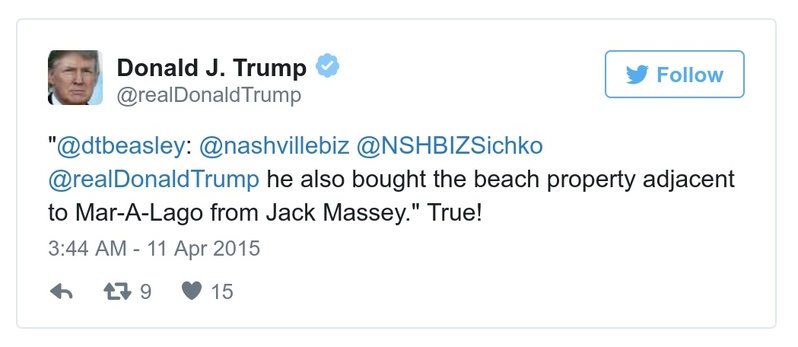 Donald J. Trump
@realDonaldTrump
Follow
"@dtbeasley: @nashvillebiz @NSHBIZSichko
@realDonaldTrump he also bought the beach property adjacent
to Mar-A-Lago from Jack Massey." True!
3:44 AM - 11 Apr 2015
9 15